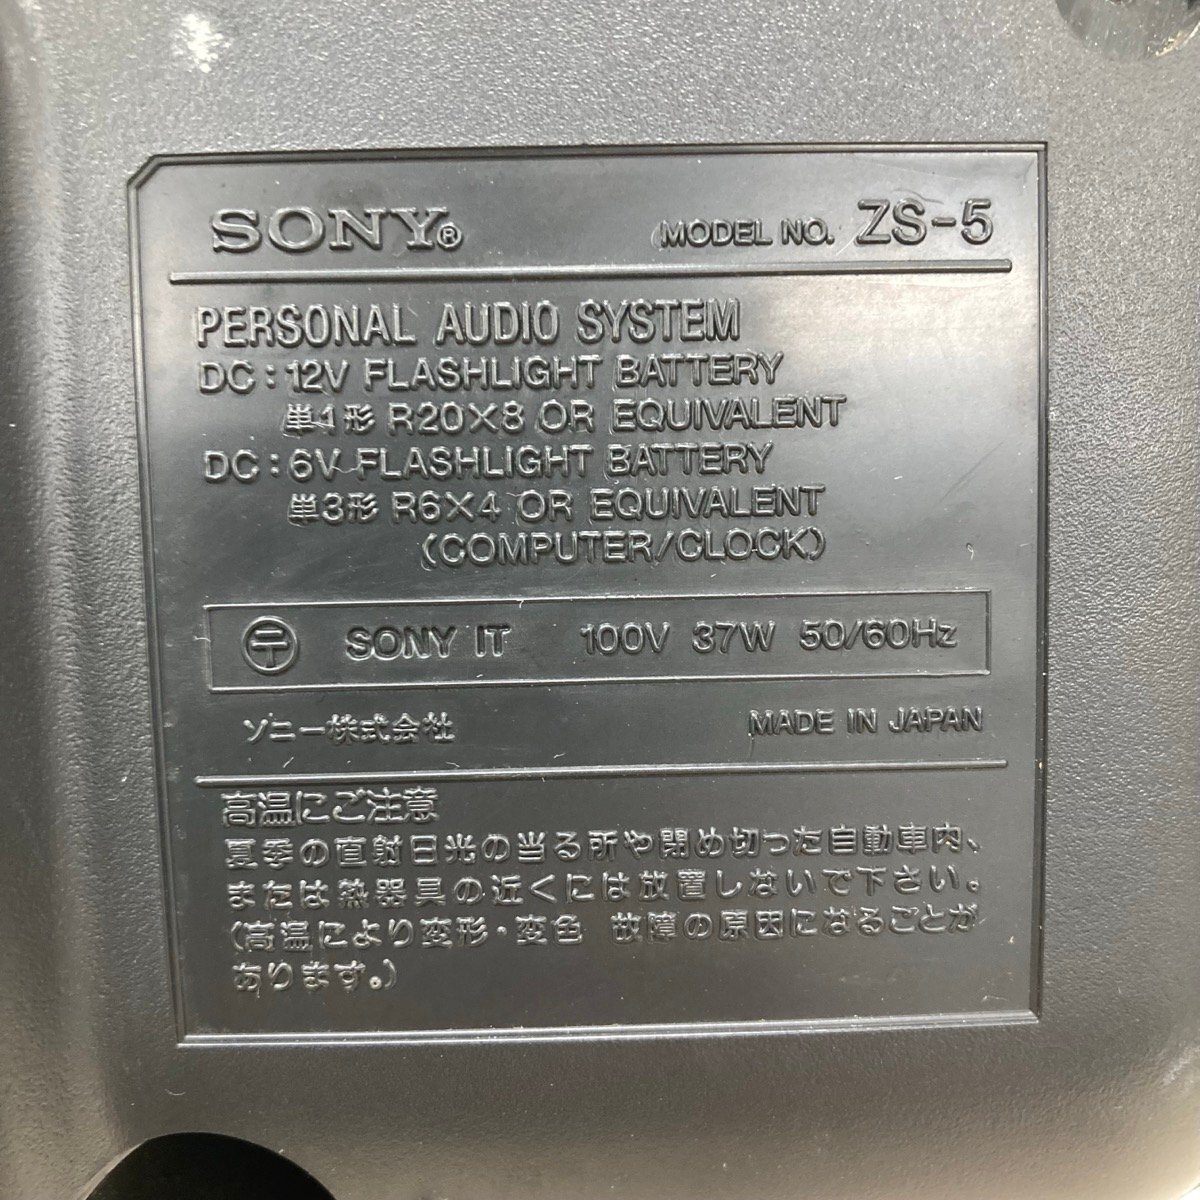 SONY® MODEL NO. ZS-5
PERSONAL AUDIO SYSTEM
DC : 12V FLASHLIGHT BATTERY
単1形 R20×8 OR EQUIVALENT
DC : 6V FLASHLIGHT BATTERY
単3形 R6×4 OR EQUIVALENT
(COMPUTER/CLOCK)
〒 SONY IT 100V 37W 50/60Hz
ソニー株式会社 MADE IN JAPAN
高温にご注意
夏季の直射日光の当る所や閉め切った自動車内、
または熱器具の近くには放置しないで下さい。
(高温により変形・変色 故障の原因になることが
あります。)